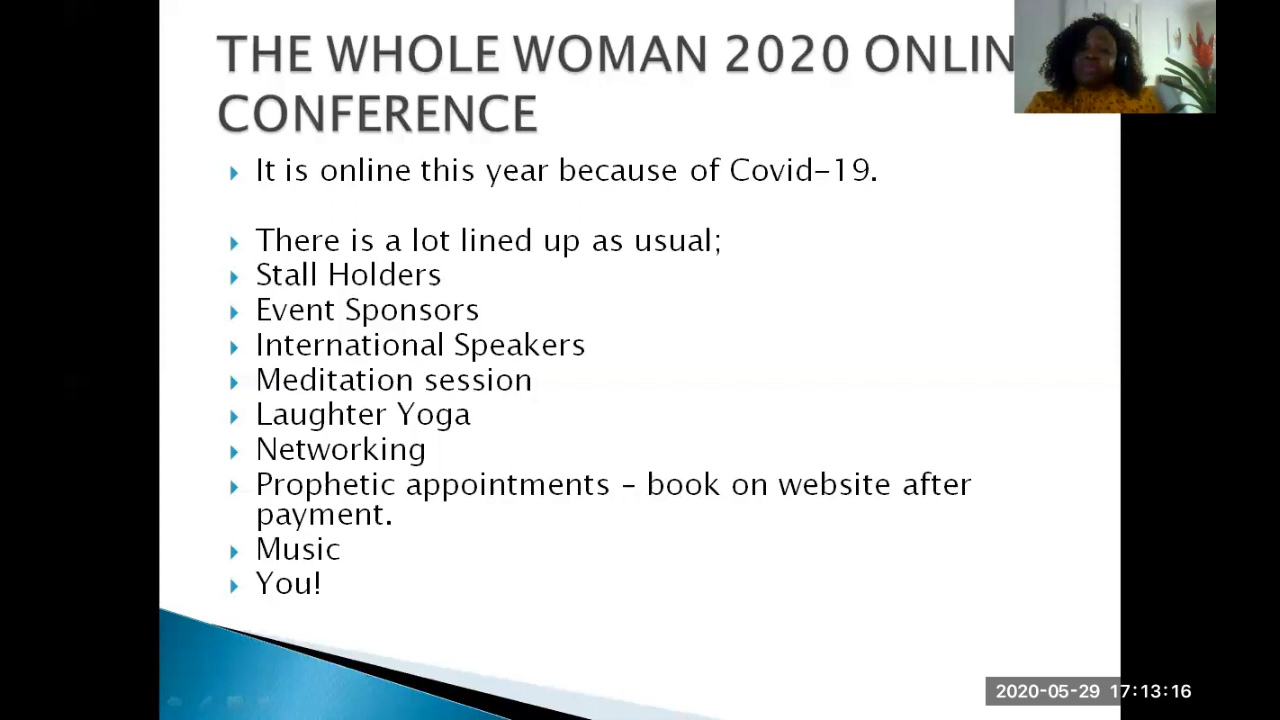 THE WHOLE WOMAN 2020 ONLIN
CONFERENCE
It is online this year because of Covid-19.
There is a lot lined up as usual;
Stall Holders
Event Sponsors
International Speakers
Meditation session
Laughter Yoga
Networking
Prophetic appointments – book on website after
payment.
Music
You!
2020-05-29 17:13:16